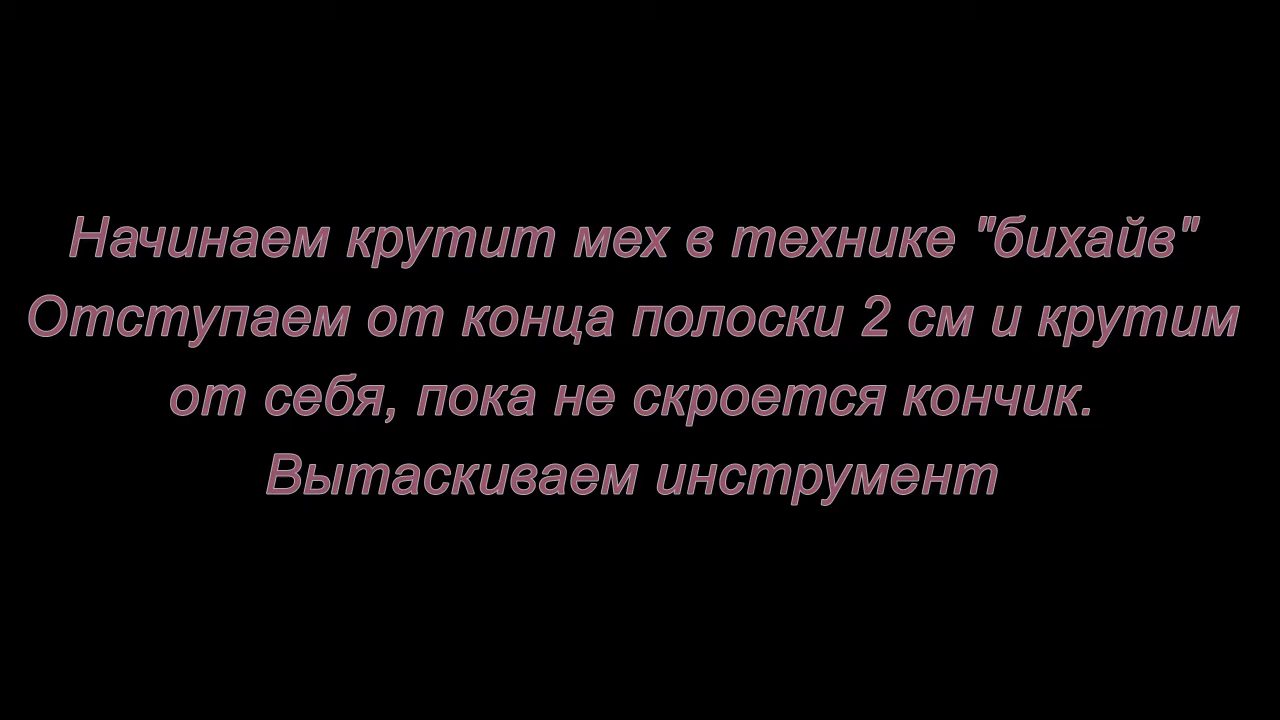 Начинаем крутит мех в технике "бихайв"
Отступаем от конца полоски 2 см и крутим
от себя, пока не скроется кончик.
Вытаскиваем инструмент